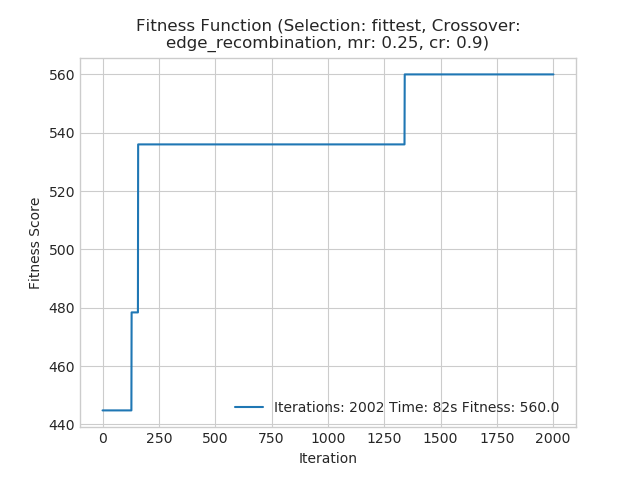 Fitness Function (Selection: fittest, Crossover:
edge_recombination, mr: 0.25, cr: 0.9)
560
540
520
500
480
460
440
Fitness Score
Iterations: 2002 Time: 82s Fitness: 560.0
0 250 500 750 1000 1250 1500 1750 2000
Iteration